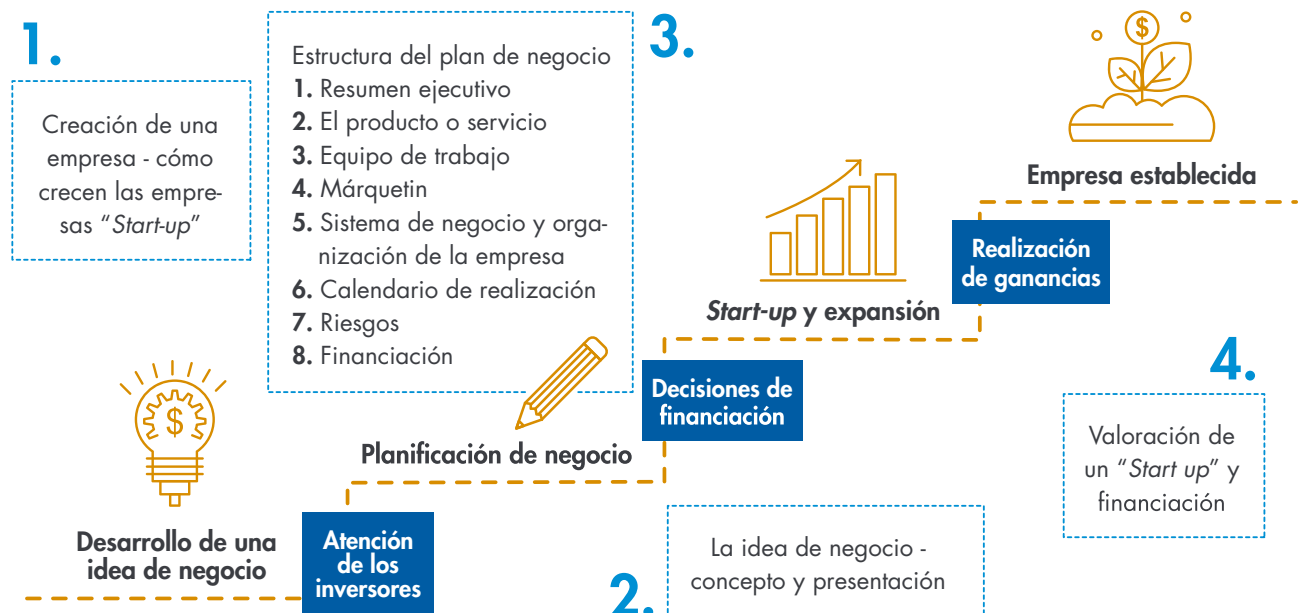 1.
Creación de una
empresa - cómo
crecen las empre-
sas “Start-up”
Estructura del plan de negocio
1. Resumen ejecutivo
2. El producto o servicio
3. Equipo de trabajo
4. Márquetin
5. Sistema de negocio y orga-
nización de la empresa
6. Calendario de realización
7. Riesgos
8. Financiación
3.
$
Empresa establecida
Realización
de ganancias
Start-up y expansión
4.
Valoración de
un “Start up” y
financiación
Decisiones de
financiación
Planificación de negocio
$
Desarrollo de una
idea de negocio
Atención
de los
inversores
2.
La idea de negocio -
concepto y presentación